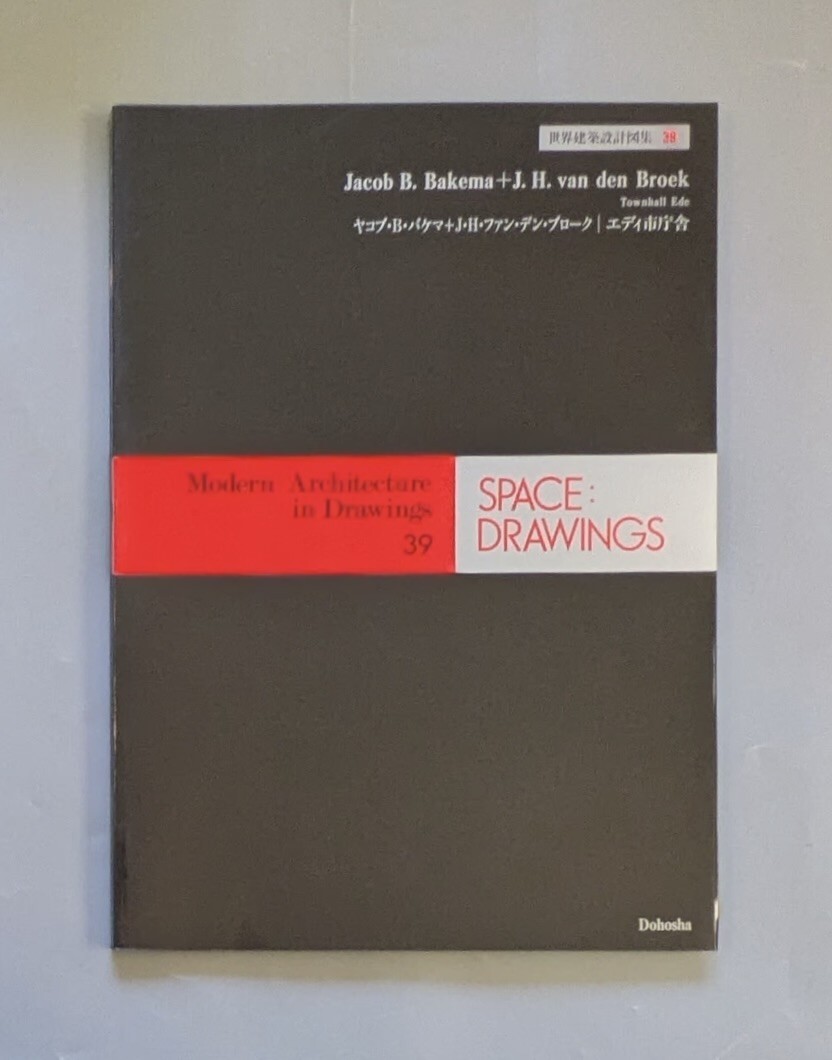 世界建築設計図集 39
Jacob B. Bakema+J. H. van den Broek
Townhall Ede
ヤコブ・B・バケマ+J・H・ファン・デン・ブローク｜エディ市庁舎
Modern Architecture
in Drawings
39
SPACE:
DRAWINGS
Dohosha